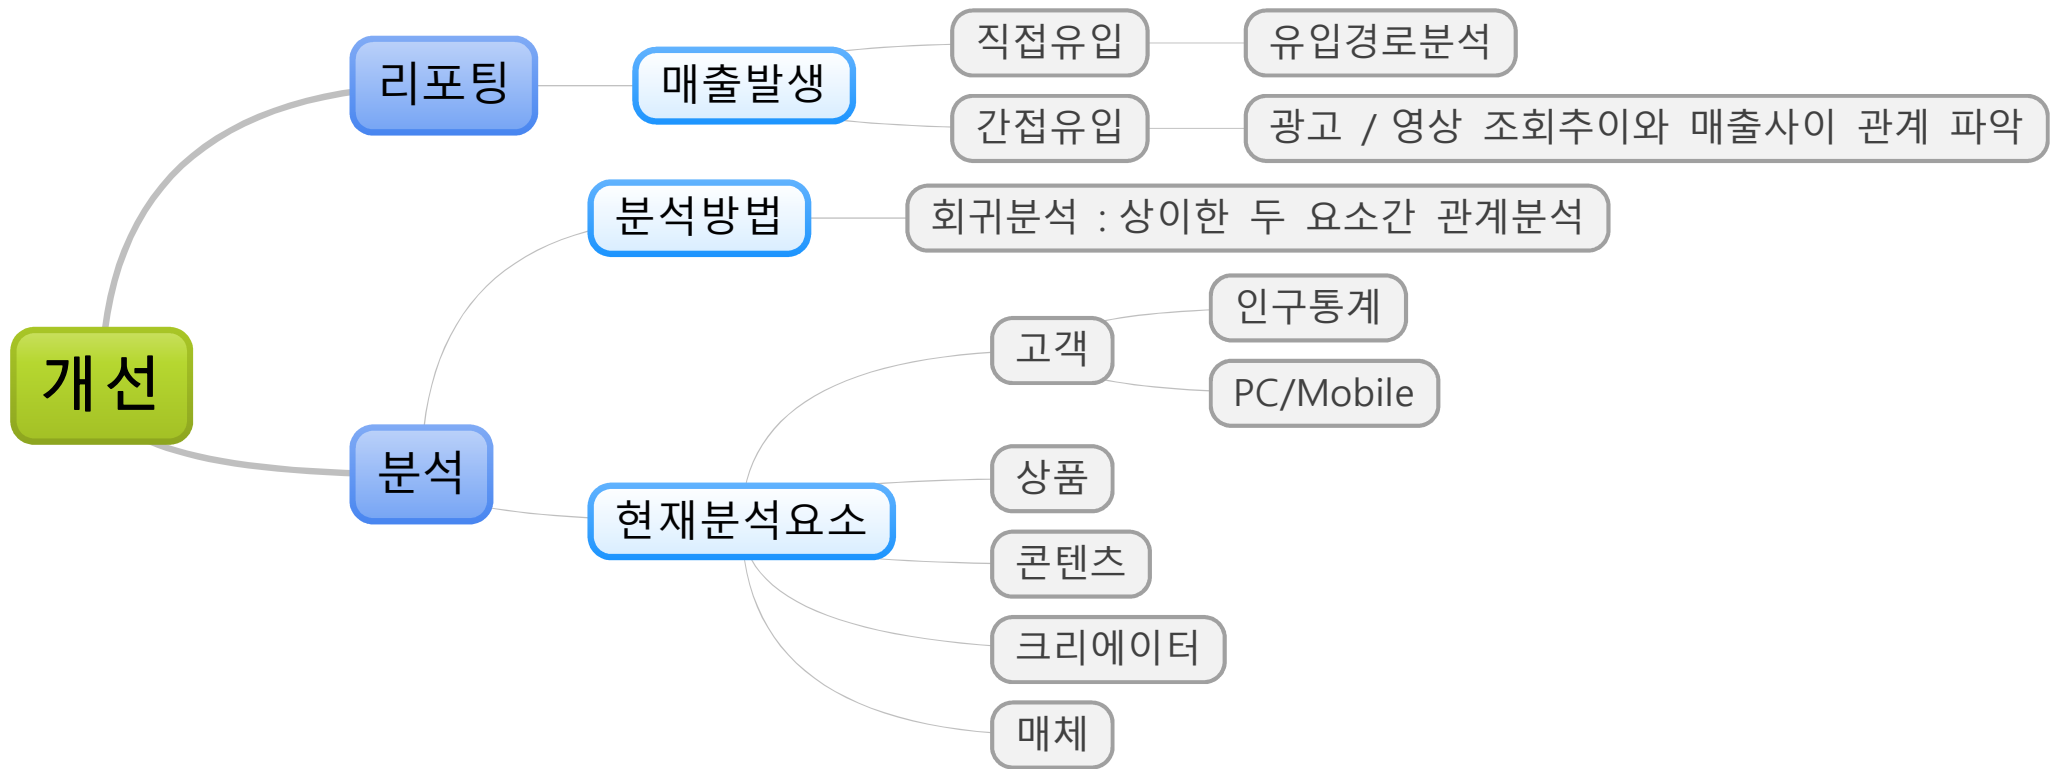 개선
리포팅
매출발생
직접유입
유입경로분석
간접유입
광고 / 영상 조회추이와 매출사이 관계 파악
분석
분석방법
회귀분석 : 상이한 두 요소간 관계분석
현재분석요소
고객
인구통계
PC/Mobile
상품
콘텐츠
크리에이터
매체